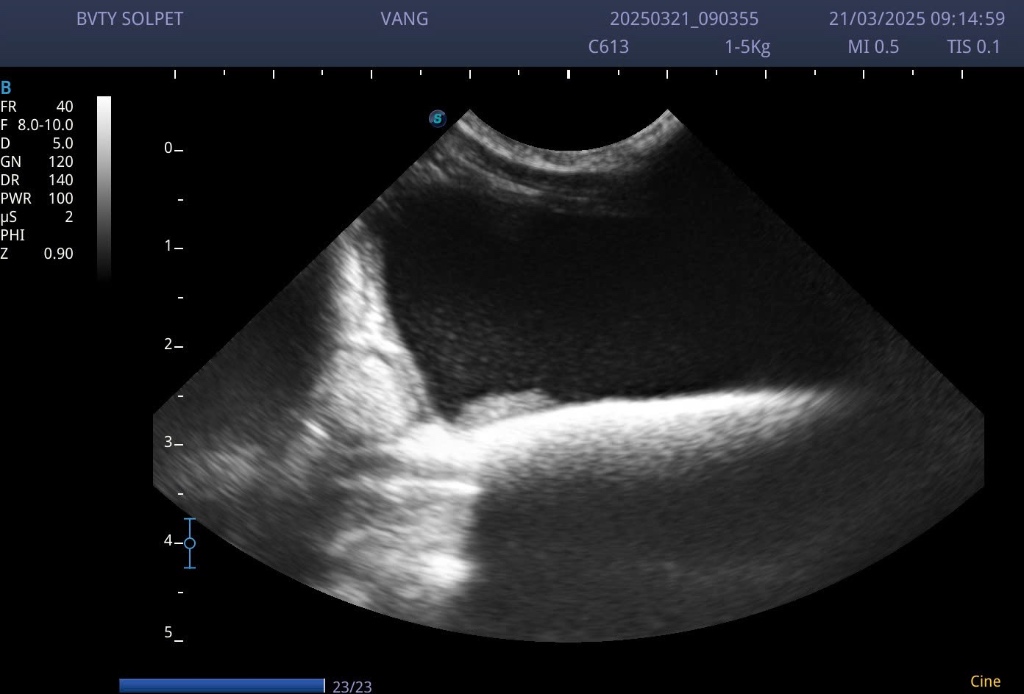 BVTY SOLPET VANG 20250321_090355 21/03/2025 09:14:59
C613 1-5Kg MI 0.5 TIS 0.1
B
FR 40
F 8.0-10.0
D 5.0
GN 120
DR 140
PWR 100
µS 2
PHI
Z 0.90
S
0
1
2
3
4
5
23/23
Cine